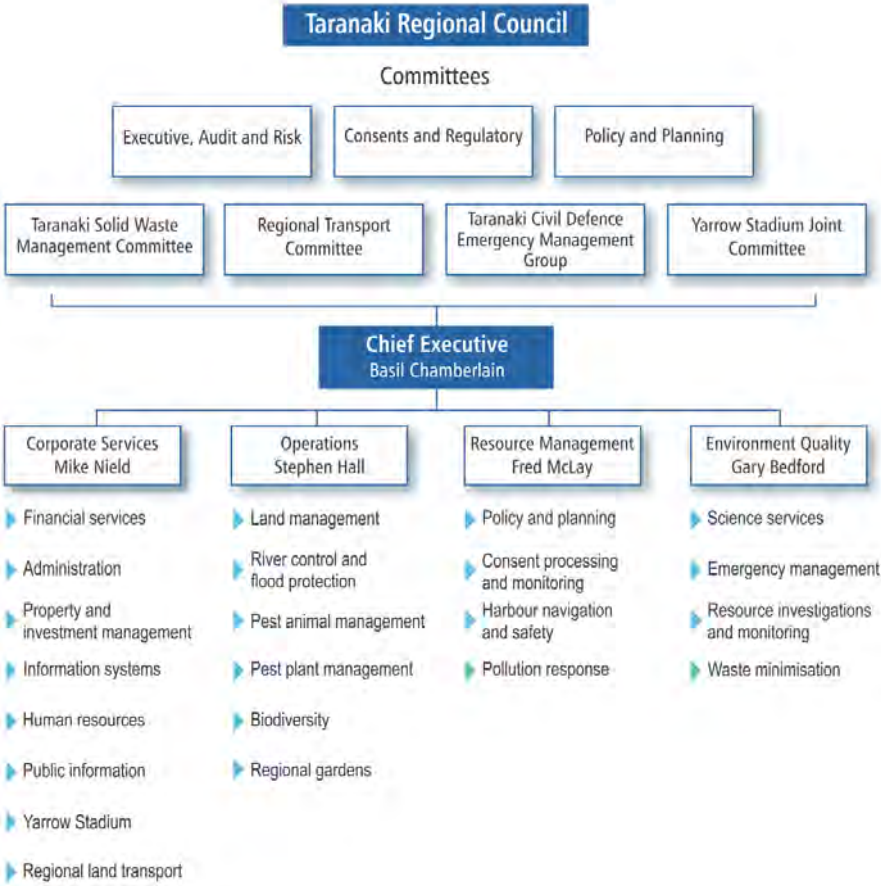 Taranaki Regional Council
Committees
Executive, Audit and Risk
Consents and Regulatory
Policy and Planning
Taranaki Solid Waste
Management Committee
Regional Transport
Committee
Taranaki Civil Defence
Emergency Management
Group
Yarrow Stadium Joint
Committee
Chief Executive
Basil Chamberlain
Corporate Services
Mike Nield
Financial services
Administration
Property and
investment management
Information systems
Human resources
Public information
Yarrow Stadium
Regional land transport
Operations
Stephen Hall
Land management
River control and
flood protection
Pest animal management
Pest plant management
Biodiversity
Regional gardens
Resource Management
Fred McLay
Policy and planning
Consent processing
and monitoring
Harbour navigation
and safety
Pollution response
Environment Quality
Gary Bedford
Science services
Emergency management
Resource investigations
and monitoring
Waste minimisation